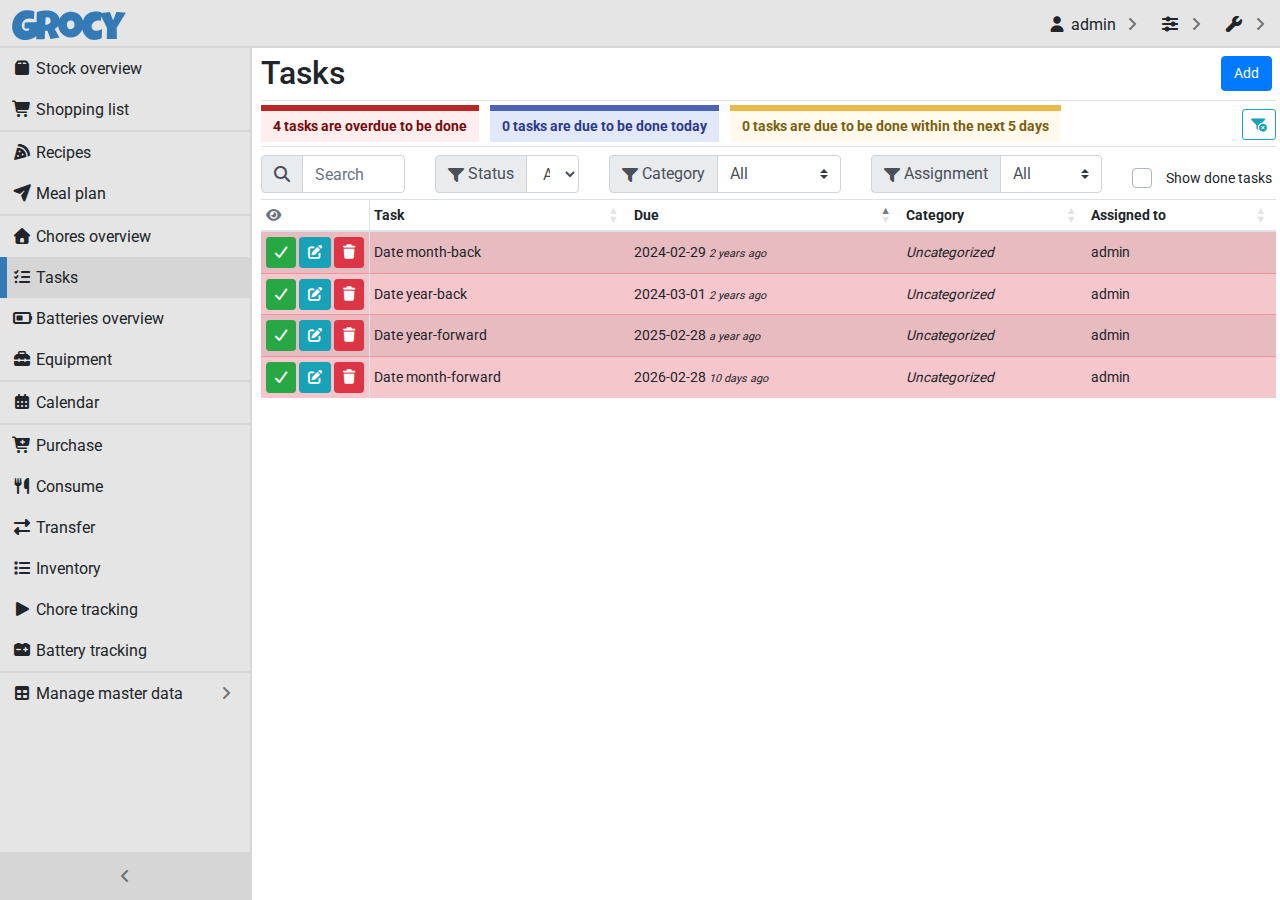 GROCY
admin
Stock overview
Shopping list
Recipes
Meal plan
Chores overview
Tasks
Batteries overview
Equipment
Calendar
Purchase
Consume
Transfer
Inventory
Chore tracking
Battery tracking
Manage master data
Tasks
Add
4 tasks are overdue to be done
0 tasks are due to be done today
0 tasks are due to be done within the next 5 days
Search
Status
Category All
Assignment All
Show done tasks
Task Due Category Assigned to
Date month-back 2024-02-29 2 years ago Uncategorized admin
Date year-back 2024-03-01 2 years ago Uncategorized admin
Date year-forward 2025-02-28 a year ago Uncategorized admin
Date month-forward 2026-02-28 10 days ago Uncategorized admin